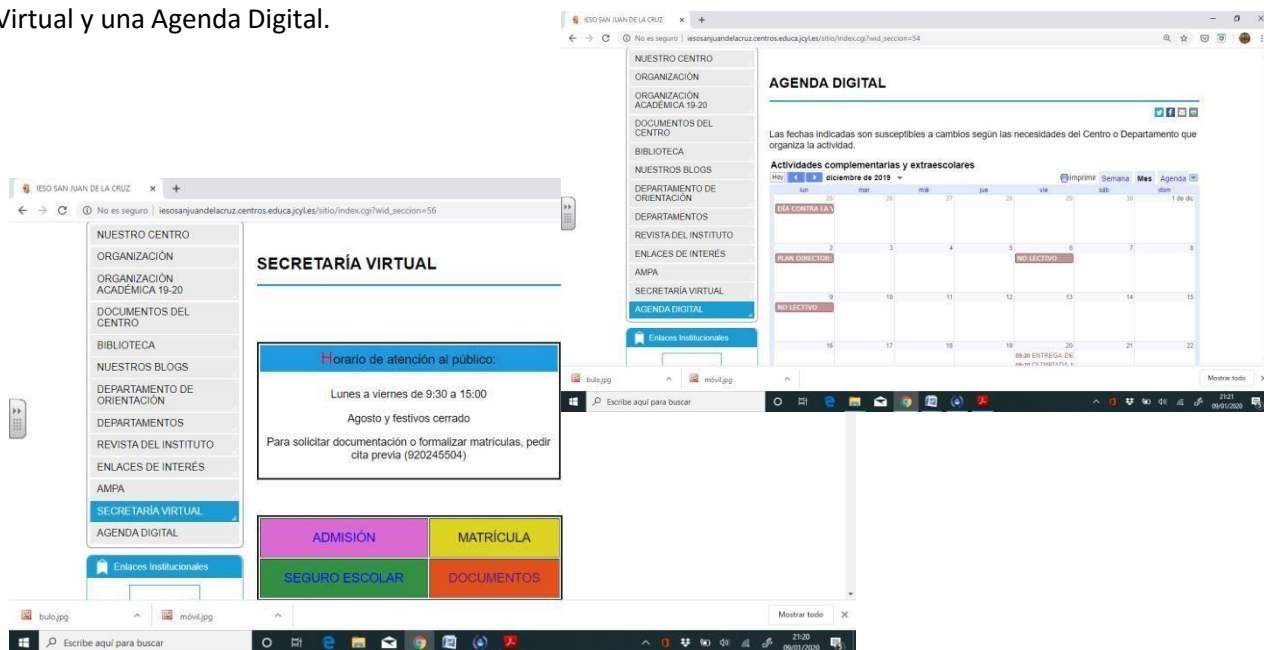 Virtual y una Agenda Digital.
IESO SAN JUAN DE LA CRUZ
No es seguro | iesosanjuandelacruz.centros.educa.jcyl.es/sitio/index.cgi?wid_seccion=54
NUESTRO CENTRO
ORGANIZACIÓN
ORGANIZACIÓN
ACADÉMICA 19-20
DOCUMENTOS DEL
CENTRO
BIBLIOTECA
NUESTROS BLOGS
DEPARTAMENTO DE
ORIENTACIÓN
DEPARTAMENTOS
REVISTA DEL INSTITUTO
ENLACES DE INTERÉS
AMPA
SECRETARÍA VIRTUAL
AGENDA DIGITAL
Enlaces Institucionales
AGENDA DIGITAL
Las fechas indicadas son susceptibles a cambios según las necesidades del Centro o Departamento que
organiza la actividad.
Actividades complementarias y extraescolares
Hoy diciembre de 2019 Imprimir Semana Mes Agenda
lun mar mié jue vie sáb dom
25 26 27 28 29 30 1 de dic
DÍA CONTRA LA V
2 3 4 5 6 7 8
PLAN DIRECTOR: NO LECTIVO
9 10 11 12 13 14 15
NO LECTIVO
16 17 18 19 20 21 22
09:20 ENTREGA DE
bulo.jpg móvil.jpg Mostrar todo
Escribe aquí para buscar 21:21
09/01/2020
IESO SAN JUAN DE LA CRUZ
No es seguro | iesosanjuandelacruz.centros.educa.jcyl.es/sitio/index.cgi?wid_seccion=56
NUESTRO CENTRO
ORGANIZACIÓN
ORGANIZACIÓN
ACADÉMICA 19-20
DOCUMENTOS DEL
CENTRO
BIBLIOTECA
NUESTROS BLOGS
DEPARTAMENTO DE
ORIENTACIÓN
DEPARTAMENTOS
REVISTA DEL INSTITUTO
ENLACES DE INTERÉS
AMPA
SECRETARÍA VIRTUAL
AGENDA DIGITAL
Enlaces Institucionales
SECRETARÍA VIRTUAL
Horario de atención al público:
Lunes a viernes de 9:30 a 15:00
Agosto y festivos cerrado
Para solicitar documentación o formalizar matrículas, pedir
cita previa (920245504)
ADMISIÓN MATRÍCULA
SEGURO ESCOLAR DOCUMENTOS
bulo.jpg móvil.jpg Mostrar todo
Escribe aquí para buscar 21:20
09/01/2020